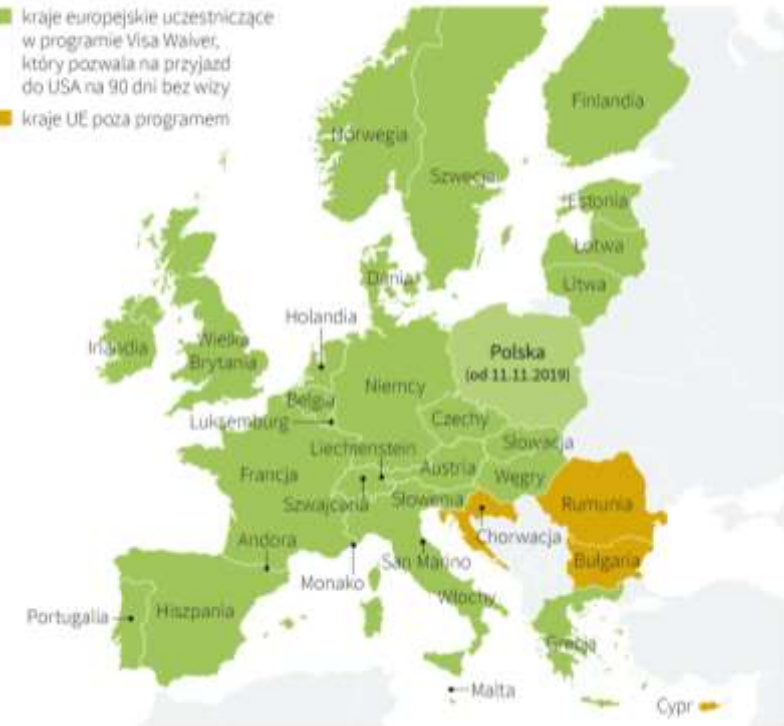 kraje europejskie uczestniczące
w programie Visa Waiver,
który pozwala na przyjazd
do USA na 90 dni bez wizy
kraje UE poza programem
Finlandia
Norwegia
Szwecja
Estonia
Łotwa
Litwa
Dania
Holandia
Irlandia
Wielka
Brytania
Polska
(od 11.11.2019)
Niemcy
Belgia
Luksemburg
Czechy
Słowacja
Liechtenstein
Austria
Węgry
Francja
Szwajcaria
Słowenia
Rumunia
Chorwacja
Andora
San Marino
Bułgaria
Monako
Włochy
Portugalia
Hiszpania
Grecja
Malta
Cypr